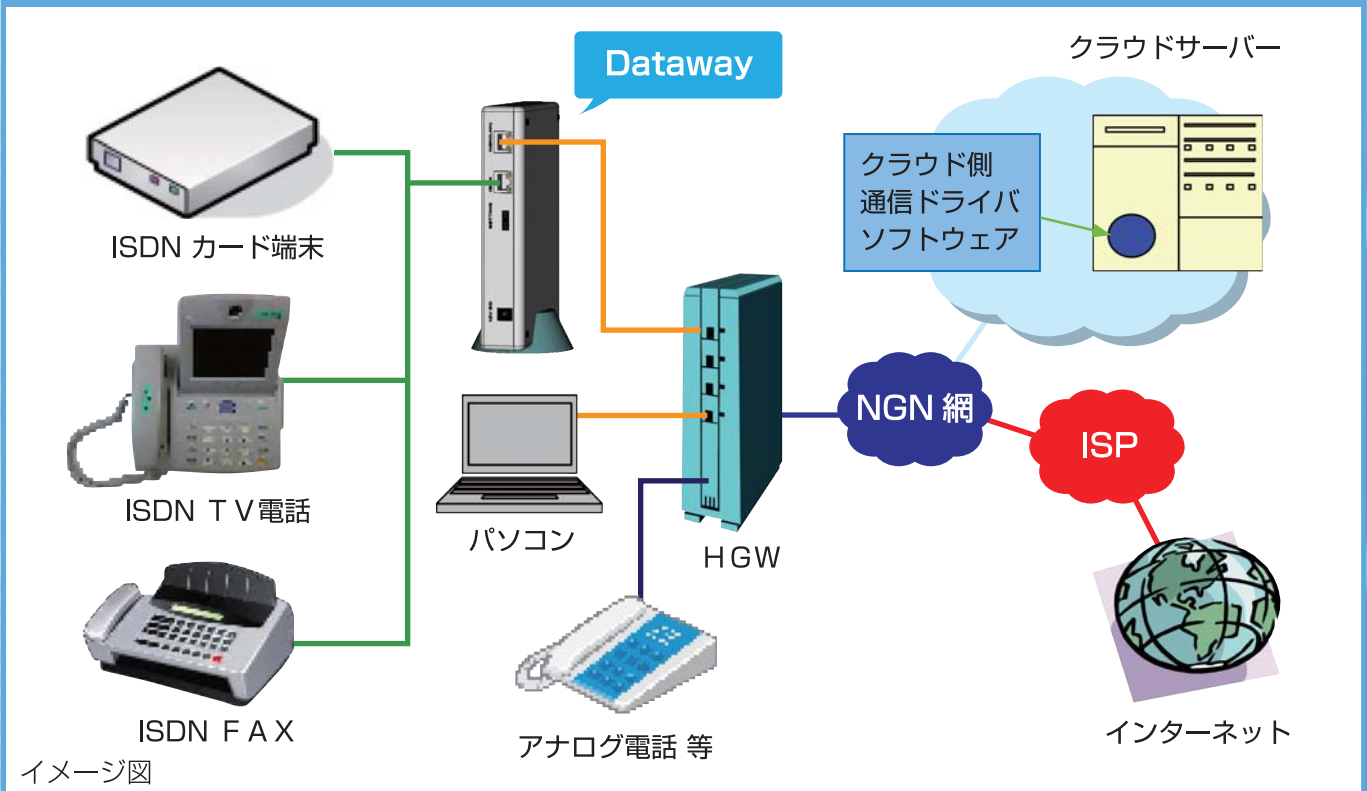 Dataway
クラウドサーバー
クラウド側
通信ドライバ
ソフトウェア
ISDN カード端末
ISDN ＴＶ電話
ISDN ＦＡＸ
パソコン
ＨＧＷ
アナログ電話 等
NGN 網
ISP
インターネット
イメージ図